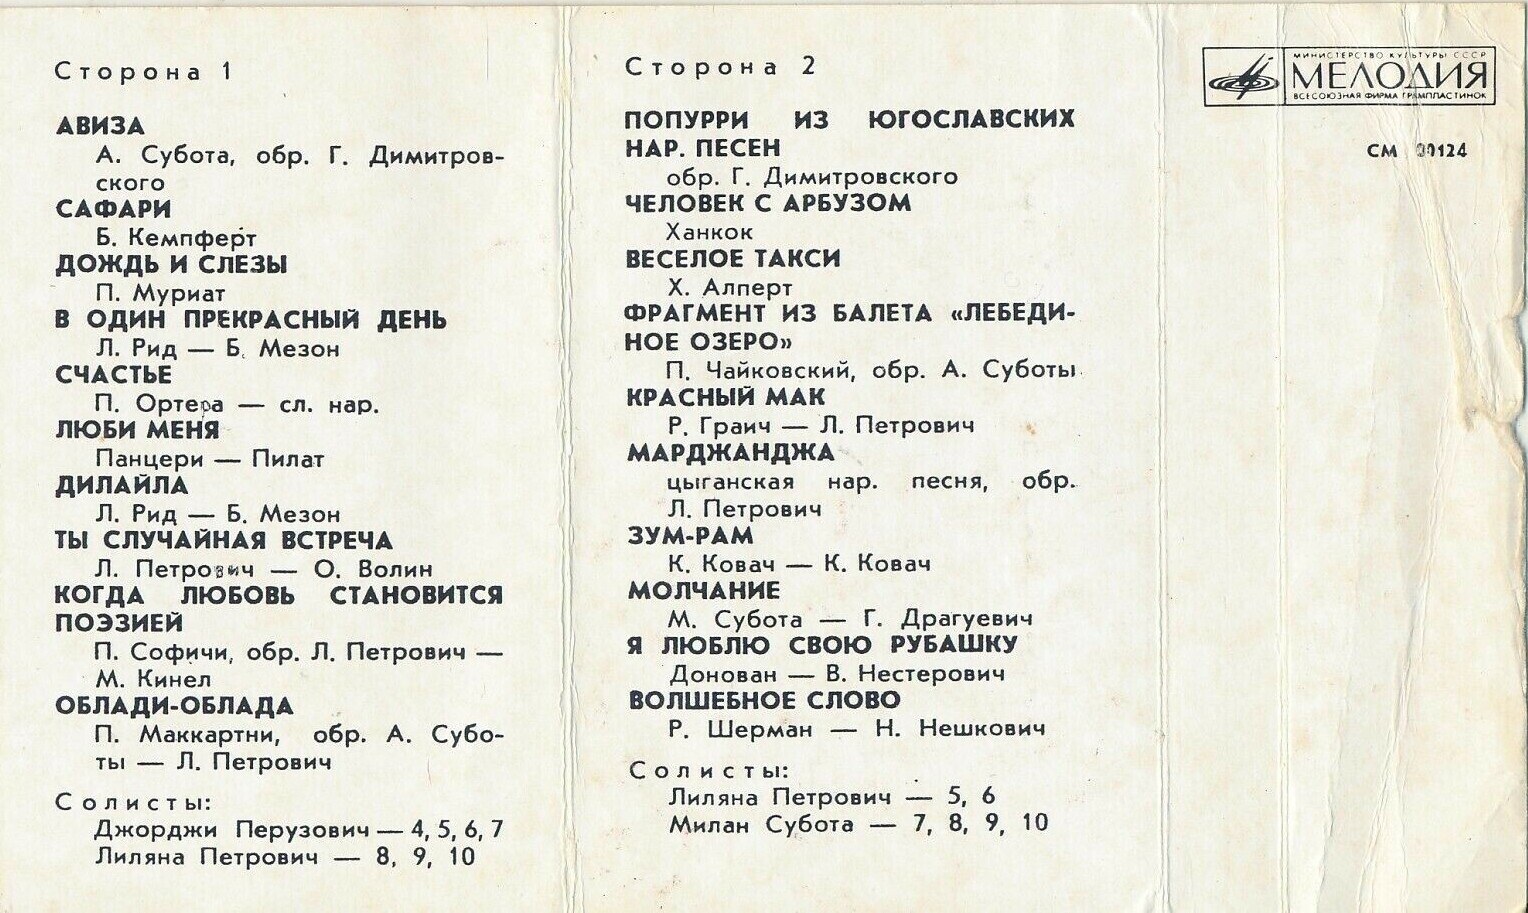 Сторона 1
АВИЗА
А. Субота, обр. Г. Димитров-
ского
САФАРИ
Б. Кемпферт
ДОЖДЬ И СЛЕЗЫ
П. Муриат
В ОДИН ПРЕКРАСНЫЙ ДЕНЬ
Л. Рид — Б. Мезон
СЧАСТЬЕ
П. Ортера — сл. нар.
ЛЮБИ МЕНЯ
Панцери — Пилат
ДИЛАЙЛА
Л. Рид — Б. Мезон
ТЫ СЛУЧАЙНАЯ ВСТРЕЧА
Л. Петрович — О. Волин
КОГДА ЛЮБОВЬ СТАНОВИТСЯ
ПОЭЗИЕЙ
П. Софичи, обр. Л. Петрович —
М. Кинел
ОБЛАДИ-ОБЛАДА
П. Маккартни, обр. А. Субо-
ты — Л. Петрович
Солисты:
Джорджи Перузович — 4, 5, 6, 7
Лиляна Петрович — 8, 9, 10
Сторона 2
ПОПУРРИ ИЗ ЮГОСЛАВСКИХ
НАР. ПЕСЕН
обр. Г. Димитровского
ЧЕЛОВЕК С АРБУЗОМ
Ханкок
ВЕСЕЛОЕ ТАКСИ
Х. Алперт
ФРАГМЕНТ ИЗ БАЛЕТА «ЛЕБЕДИ-
НОЕ ОЗЕРО»
П. Чайковский, обр. А. Суботы
КРАСНЫЙ МАК
Р. Граич — Л. Петрович
МАРДЖАНДЖА
цыганская нар. песня, обр.
Л. Петрович
ЗУМ-РАМ
К. Ковач — К. Ковач
МОЛЧАНИЕ
М. Субота — Г. Драгуевич
Я ЛЮБЛЮ СВОЮ РУБАШКУ
Донован — В. Нестерович
ВОЛШЕБНОЕ СЛОВО
Р. Шерман — Н. Нешкович
Солисты:
Лиляна Петрович — 5, 6
Милан Субота — 7, 8, 9, 10
МИНИСТЕРСТВО КУЛЬТУРЫ СССР
МЕЛОДИЯ
ВСЕСОЮЗНАЯ ФИРМА ГРАМПЛАСТИНОК
СМ